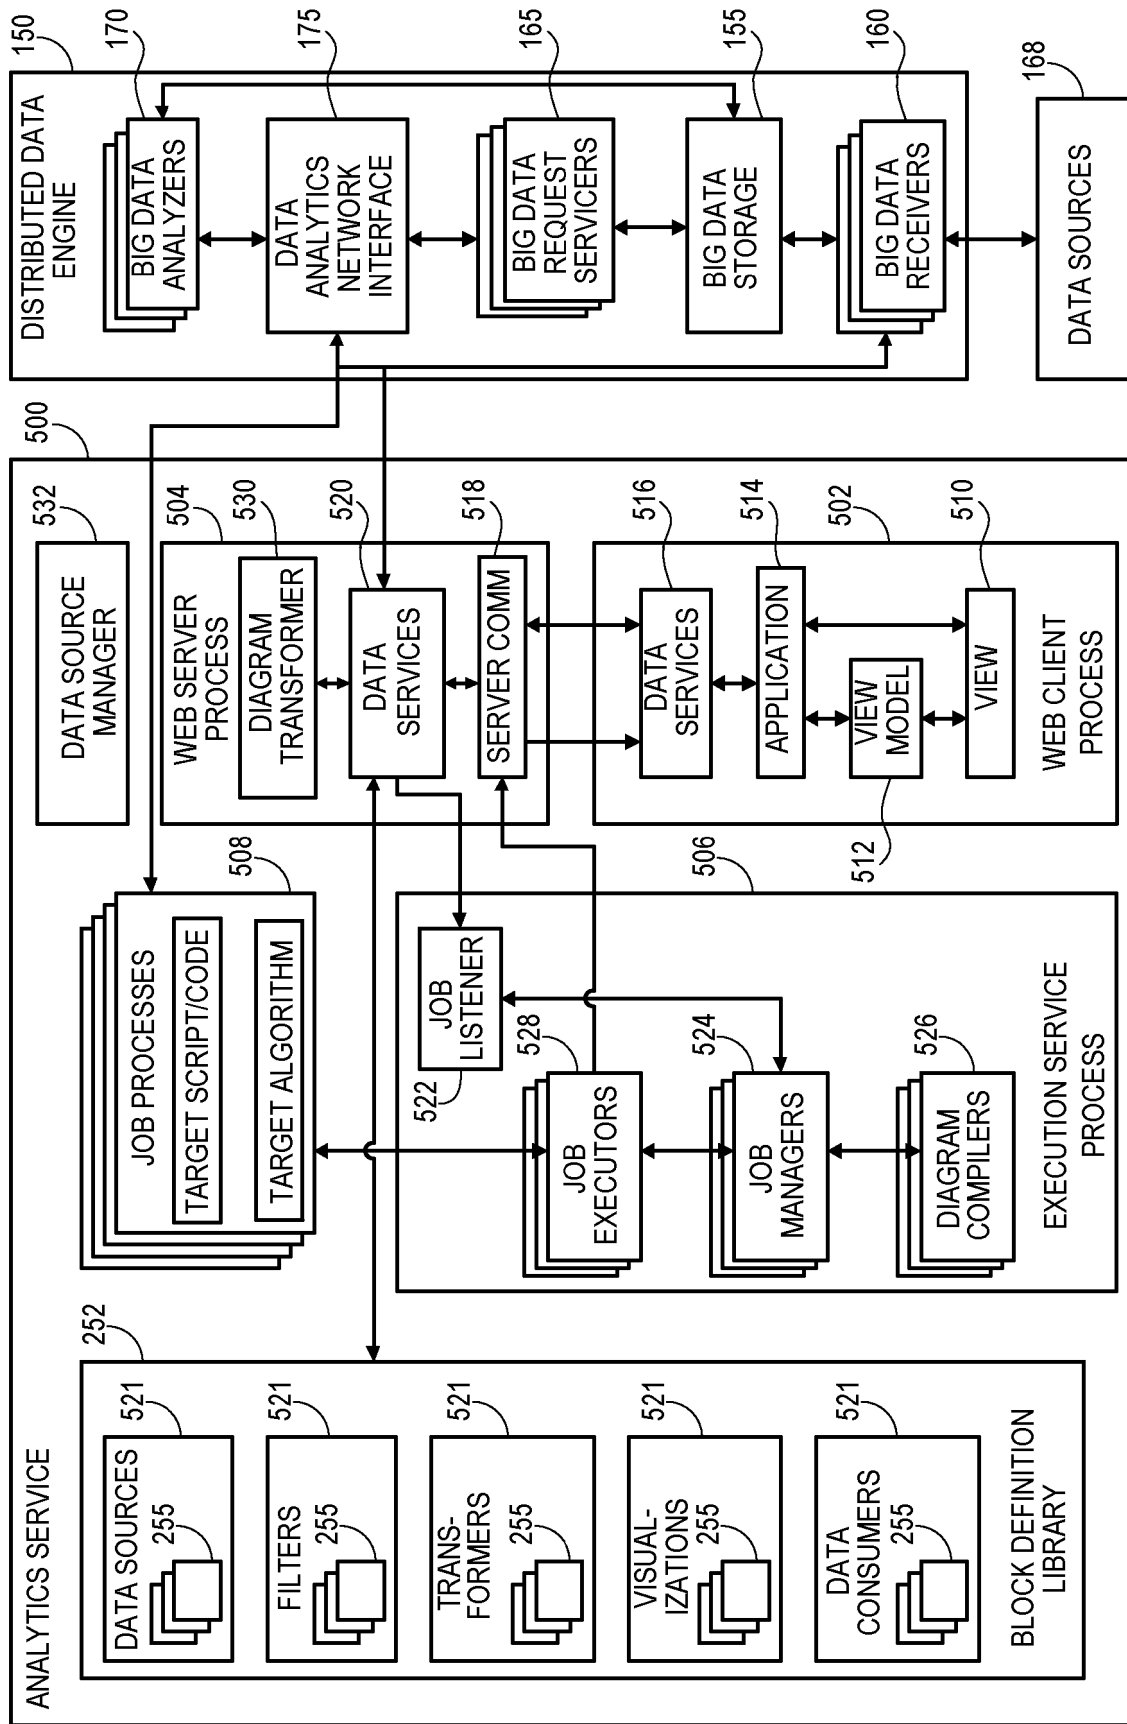 ANALYTICS SERVICE
252
DATA SOURCES
521
255
FILTERS
521
255
TRANS-
FORMERS
521
255
VISUAL-
IZATIONS
521
255
DATA
CONSUMERS
521
255
BLOCK DEFINITION
LIBRARY
JOB PROCESSES
508
TARGET SCRIPT/CODE
TARGET ALGORITHM
JOB
LISTENER
522
JOB
EXECUTORS
528
JOB
MANAGERS
524
DIAGRAM
COMPILERS
526
EXECUTION SERVICE
PROCESS
506
DATA SOURCE
MANAGER
532
500
WEB SERVER
PROCESS
504
DIAGRAM
TRANSFORMER
530
DATA
SERVICES
520
SERVER COMM
518
DATA
SERVICES
516
APPLICATION
514
VIEW
MODEL
512
VIEW
510
502
WEB CLIENT
PROCESS
DISTRIBUTED DATA
ENGINE
150
BIG DATA
ANALYZERS
170
DATA
ANALYTICS
NETWORK
INTERFACE
175
BIG DATA
REQUEST
SERVICERS
165
BIG DATA
STORAGE
155
BIG DATA
RECEIVERS
160
DATA SOURCES
168